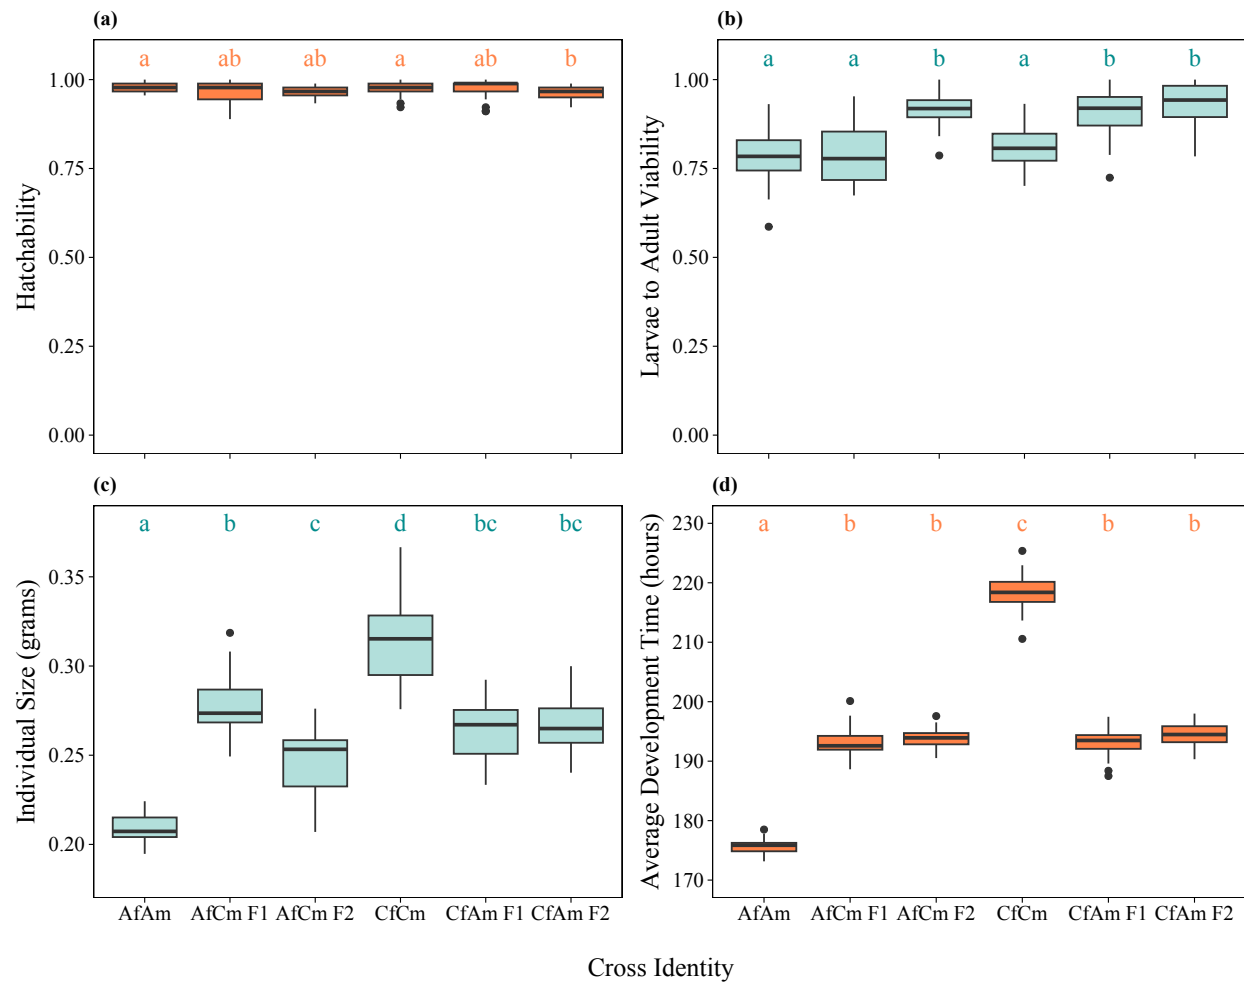 (a)
a ab ab a ab b
1.00
0.75
0.50
0.25
0.00
Hatchability
(b)
a a b a b b
1.00
0.75
0.50
0.25
0.00
Larvae to Adult Viability
(c)
a b c d bc bc
0.35
0.30
0.25
0.20
Individual Size (grams)
AfAm AfCm F1 AfCm F2 CfCm CfAm F1 CfAm F2
(d)
a b b c b b
230
220
210
200
190
180
170
Average Development Time (hours)
AfAm AfCm F1 AfCm F2 CfCm CfAm F1 CfAm F2
Cross Identity